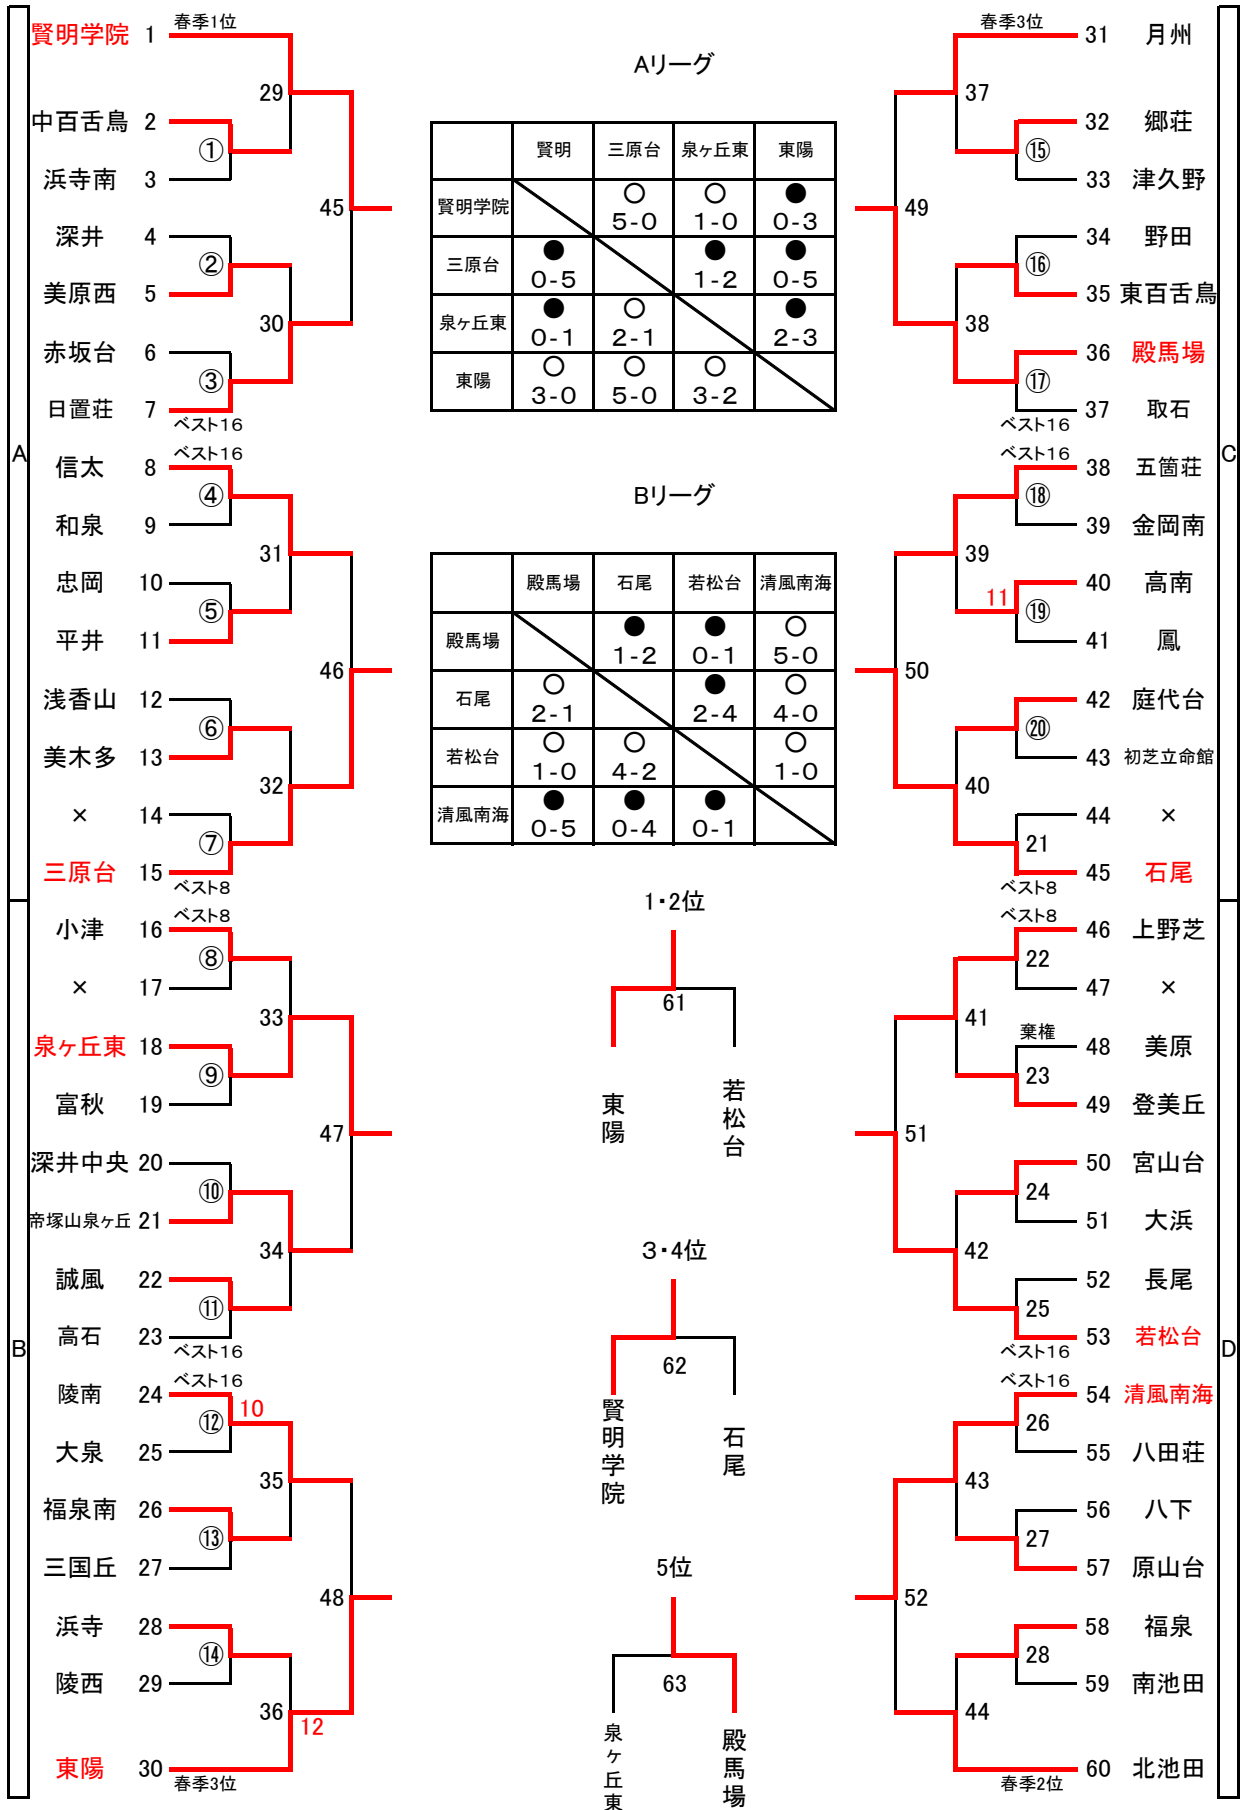 A
春季1位
賢明学院 1
29
中百舌鳥 2
①
浜寺南 3
45
深井 4
②
美原西 5
30
赤坂台 6
③
日置荘 7
ベスト16
ベスト16
信太 8
④
和泉 9
31
忠岡 10
⑤
平井 11
46
浅香山 12
⑥
美木多 13
32
× 14
⑦
三原台 15
ベスト8
B
ベスト8
小津 16
⑧
× 17
33
泉ヶ丘東 18
⑨
富秋 19
47
深井中央 20
⑩
帝塚山泉ヶ丘 21
34
誠風 22
⑪
高石 23
ベスト16
ベスト16
陵南 24
10
⑫
大泉 25
35
福泉南 26
⑬
三国丘 27
48
浜寺 28
⑭
陵西 29
36
12
東陽 30
春季3位
Aリーグ
賢明 三原台 泉ヶ丘東 東陽
賢明学院 ○ ○ ●
5-0 1-0 0-3
三原台 ● ● ●
0-5 1-2 0-5
泉ヶ丘東 ● ○ ●
0-1 2-1 2-3
東陽 ○ ○ ○
3-0 5-0 3-2
Bリーグ
殿馬場 石尾 若松台 清風南海
殿馬場 ● ● ○
1-2 0-1 5-0
石尾 ○ ● ○
2-1 2-4 4-0
若松台 ○ ○ ○
1-0 4-2 1-0
清風南海 ● ● ●
0-5 0-4 0-1
1・2位
61
東陽
若松台
3・4位
62
賢明学院
石尾
5位
63
泉ヶ丘東
殿馬場
C
春季3位
31 月州
37
32 郷荘
⑮
33 津久野
49
34 野田
⑯
35 東百舌鳥
38
36 殿馬場
⑰
37 取石
ベスト16
ベスト16
38 五箇荘
⑱
39 金岡南
39
40 高南
11
⑲
41 鳳
50
42 庭代台
⑳
43 初芝立命館
40
44 ×
21
45 石尾
ベスト8
D
ベスト8
46 上野芝
22
47 ×
41
棄権
48 美原
23
49 登美丘
51
50 宮山台
24
51 大浜
42
52 長尾
25
53 若松台
ベスト16
ベスト16
54 清風南海
26
55 八田荘
43
56 八下
27
57 原山台
52
58 福泉
28
59 南池田
44
60 北池田
春季2位